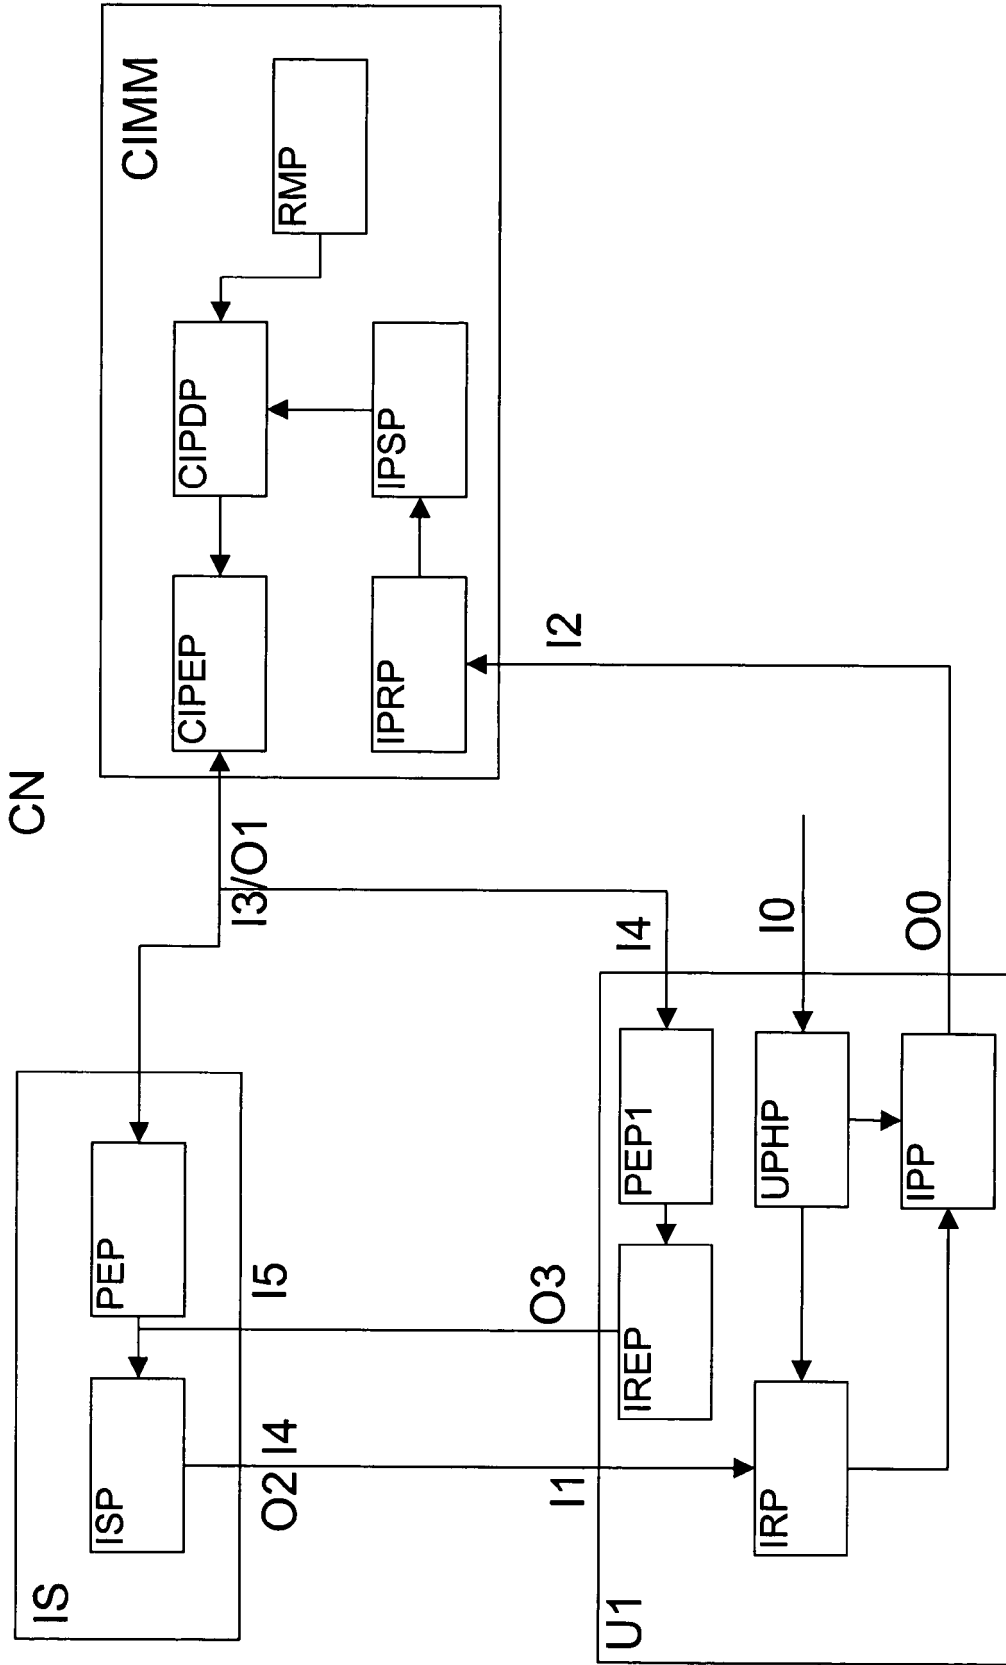 CN
IS
ISP
PEP
CIMM
CIPEP
CIPDP
RMP
I3/O1
O2
I4
I5
IPRP
IPSP
I1
O3
I2
U1
IREP
PEP1
I4
IRP
UPHP
I0
IPP
O0